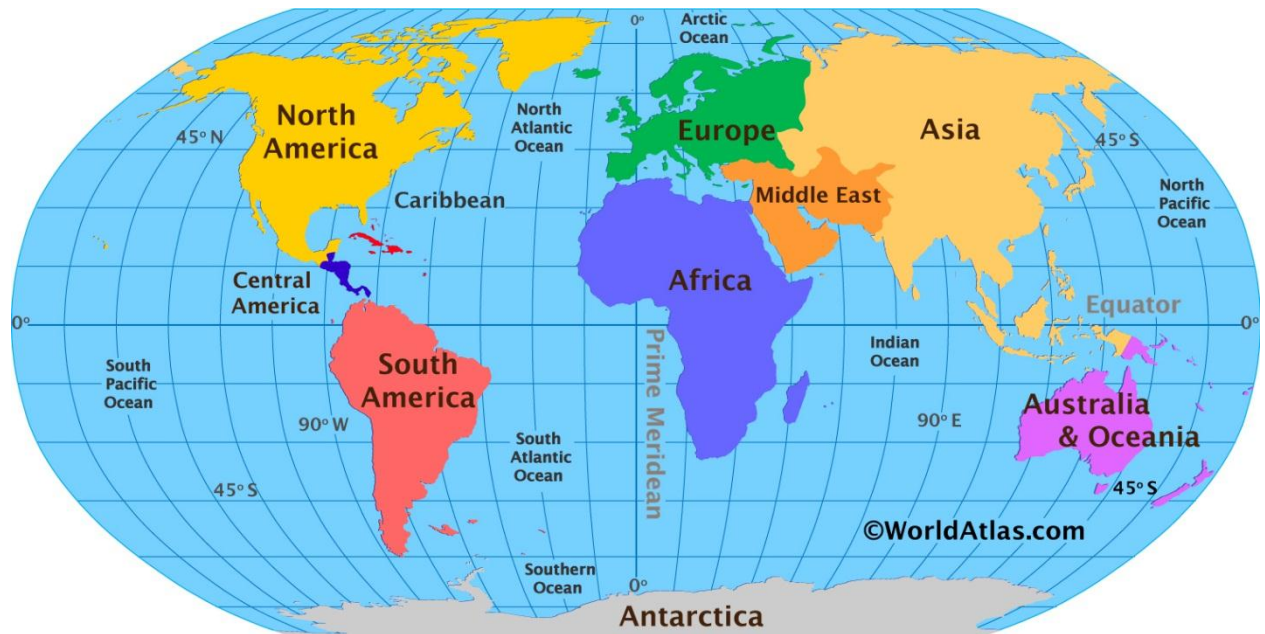 0°
Arctic
Ocean
North
America
45° N
North
Atlantic
Ocean
Europe
Asia
45° S
Caribbean
Middle East
North
Pacific
Ocean
Central
America
Africa
Equator
0°
0°
South
Pacific
Ocean
South
America
Prime Meridean
Indian
Ocean
90° W
90° E
Australia
& Oceania
South
Atlantic
Ocean
45° S
45° S
©WorldAtlas.com
Southern
Ocean
0°
Antarctica